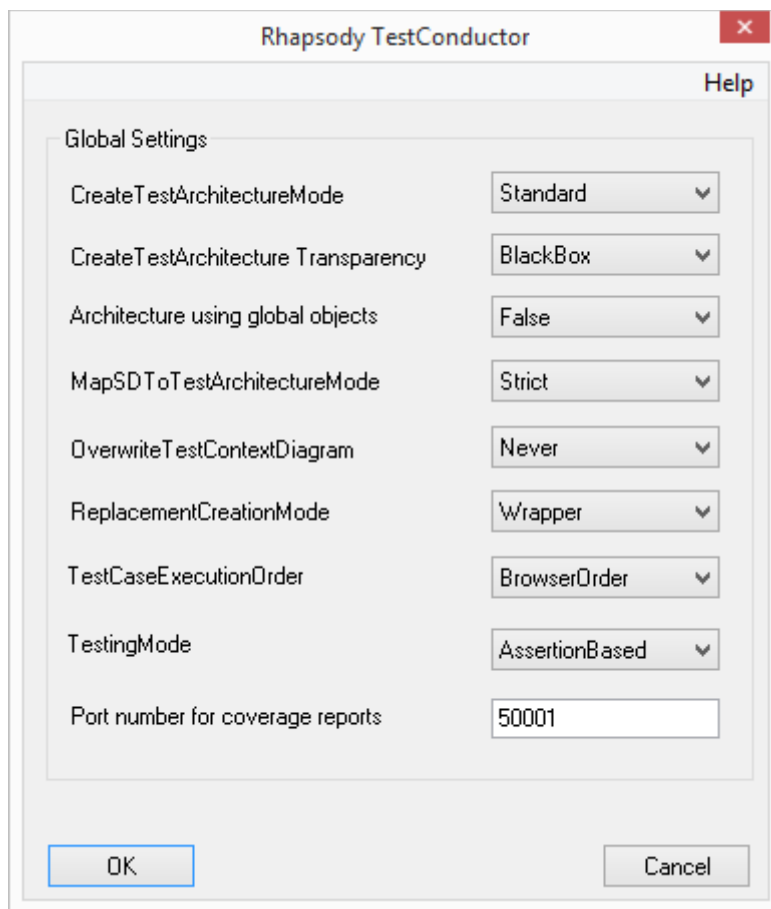 Rhapsody TestConductor
Help
Global Settings
CreateTestArchitectureMode Standard
CreateTestArchitecture Transparency BlackBox
Architecture using global objects False
MapSDToTestArchitectureMode Strict
OverwriteTestContextDiagram Never
ReplacementCreationMode Wrapper
TestCaseExecutionOrder BrowserOrder
TestingMode AssertionBased
Port number for coverage reports 50001
OK Cancel